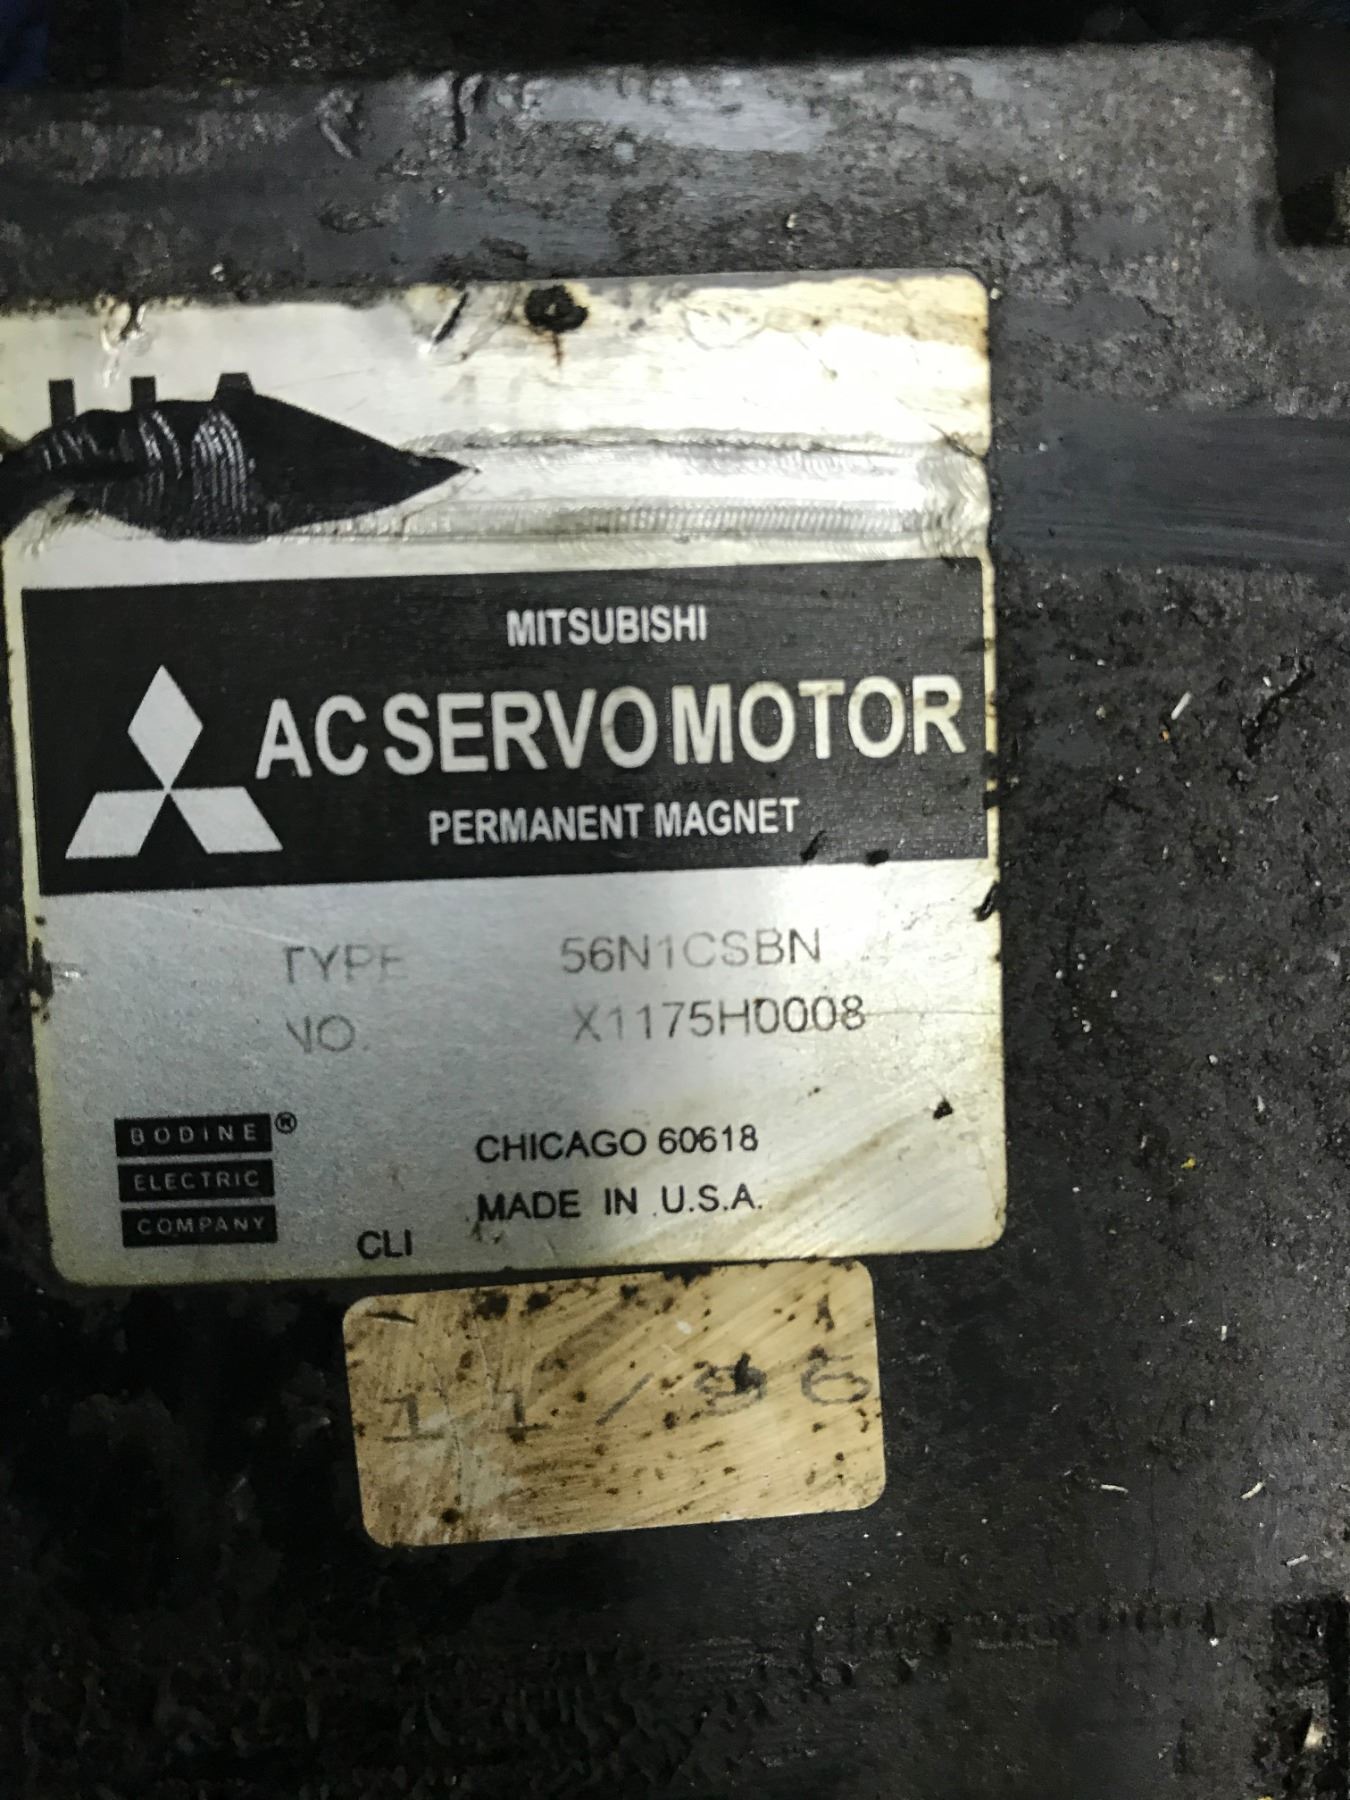 MITSUBISHI
AC SERVO MOTOR
PERMANENT MAGNET
TYPE 56N1CSBN
NO. X1175H0008
BODINE ®
ELECTRIC
COMPANY
CHICAGO 60618
MADE IN U.S.A.
CLI